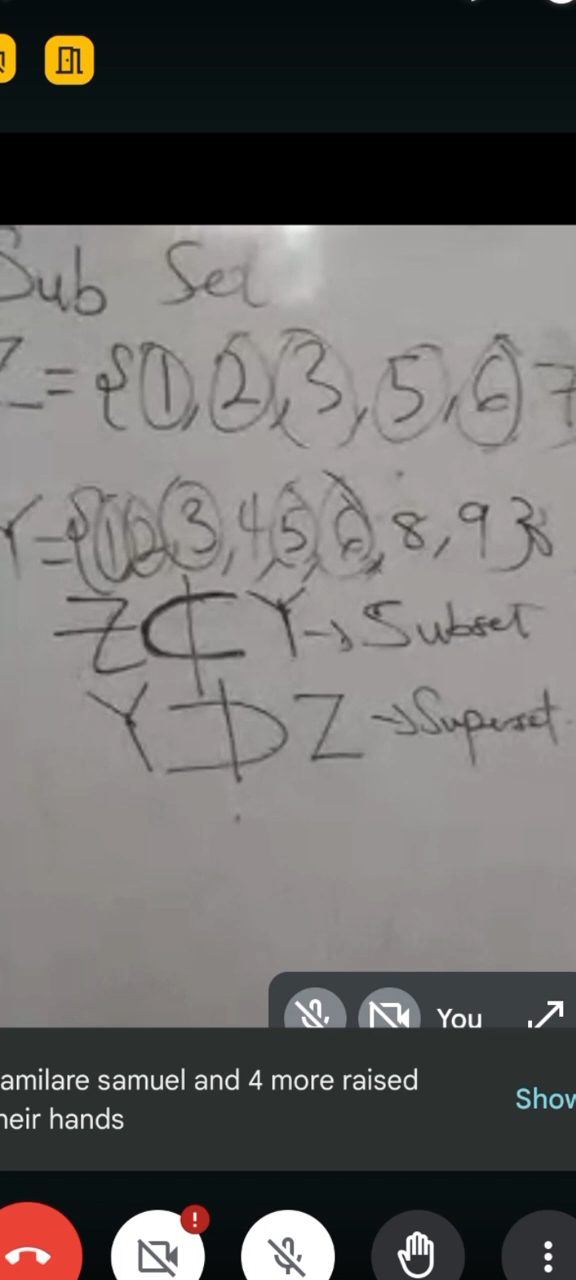 Sub Set
Z = {1, 2, 3, 5, 6, 7
Y = {1, 2, 3, 4, 5, 6, 8, 9}
Z ⊄ Y → Subset
Y ⊅ Z → Superset
You
amilare samuel and 4 more raised
heir hands
Show